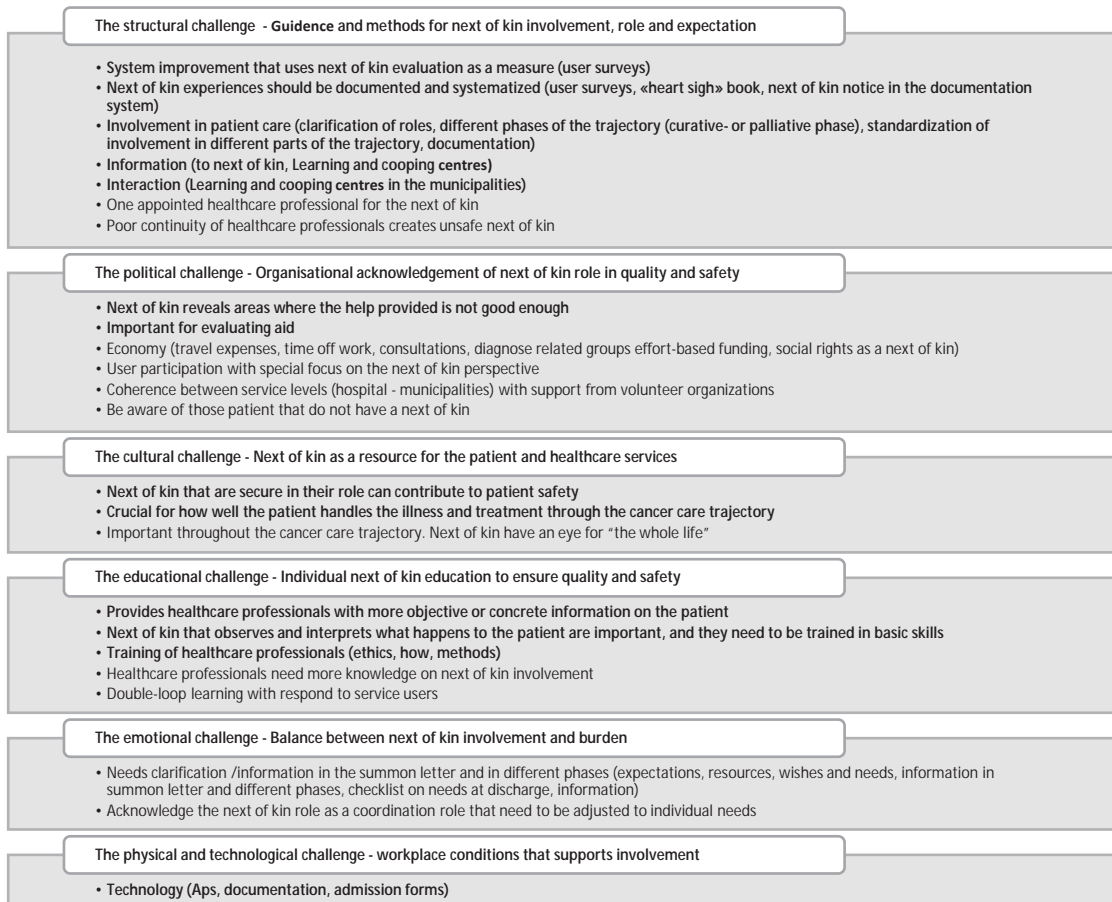 The structural challenge - Guidence and methods for next of kin involvement, role and expectation
• System improvement that uses next of kin evaluation as a measure (user surveys)
• Next of kin experiences should be documented and systematized (user surveys, «heart sigh» book, next of kin notice in the documentation
system)
• Involvement in patient care (clarification of roles, different phases of the trajectory (curative- or palliative phase), standardization of
involvement in different parts of the trajectory, documentation)
• Information (to next of kin, Learning and cooping centres)
• Interaction (Learning and cooping centres in the municipalities)
• One appointed healthcare professional for the next of kin
• Poor continuity of healthcare professionals creates unsafe next of kin
The political challenge - Organisational acknowledgement of next of kin role in quality and safety
• Next of kin reveals areas where the help provided is not good enough
• Important for evaluating aid
• Economy (travel expenses, time off work, consultations, diagnose related groups effort-based funding, social rights as a next of kin)
• User participation with special focus on the next of kin perspective
• Coherence between service levels (hospital - municipalities) with support from volunteer organizations
• Be aware of those patient that do not have a next of kin
The cultural challenge - Next of kin as a resource for the patient and healthcare services
• Next of kin that are secure in their role can contribute to patient safety
• Crucial for how well the patient handles the illness and treatment through the cancer care trajectory
• Important throughout the cancer care trajectory. Next of kin have an eye for "the whole life"
The educational challenge - Individual next of kin education to ensure quality and safety
• Provides healthcare professionals with more objective or concrete information on the patient
• Next of kin that observes and interprets what happens to the patient are important, and they need to be trained in basic skills
• Training of healthcare professionals (ethics, how, methods)
• Healthcare professionals need more knowledge on next of kin involvement
• Double-loop learning with respond to service users
The emotional challenge - Balance between next of kin involvement and burden
• Needs clarification /information in the summon letter and in different phases (expectations, resources, wishes and needs, information in
summon letter and different phases, checklist on needs at discharge, information)
• Acknowledge the next of kin role as a coordination role that need to be adjusted to individual needs
The physical and technological challenge - workplace conditions that supports involvement
• Technology (Aps, documentation, admission forms)